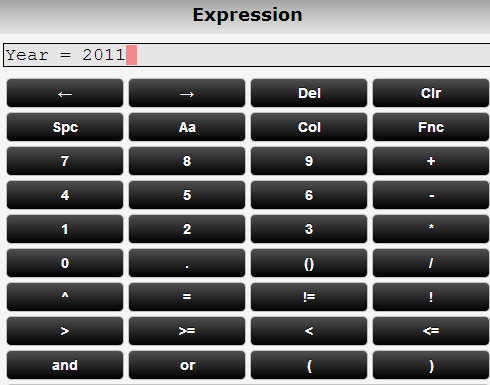 Expression
Year = 2011
← → Del Clr
Spc Aa Col Fnc
7 8 9 +
4 5 6 -
1 2 3 *
0 . () /
^ = != !
> >= < <=
and or ( )